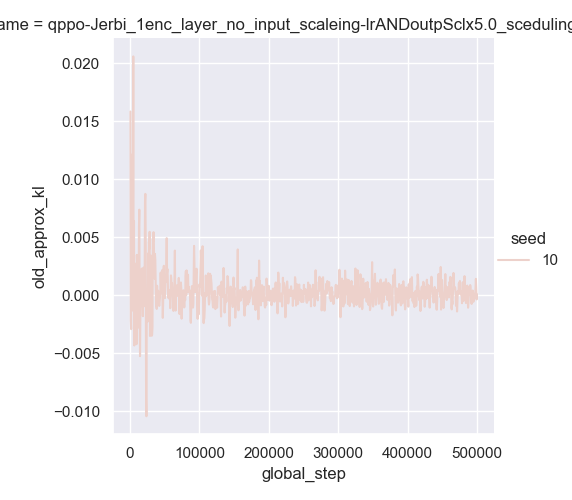 ame = qppo-Jerbi_1enc_layer_no_input_scaleing-lrANDoutpSclx5.0_sceduling
0.020
0.015
0.010
0.005
0.000
−0.005
−0.010
old_approx_kl
0 100000 200000 300000 400000 500000
global_step
seed
10